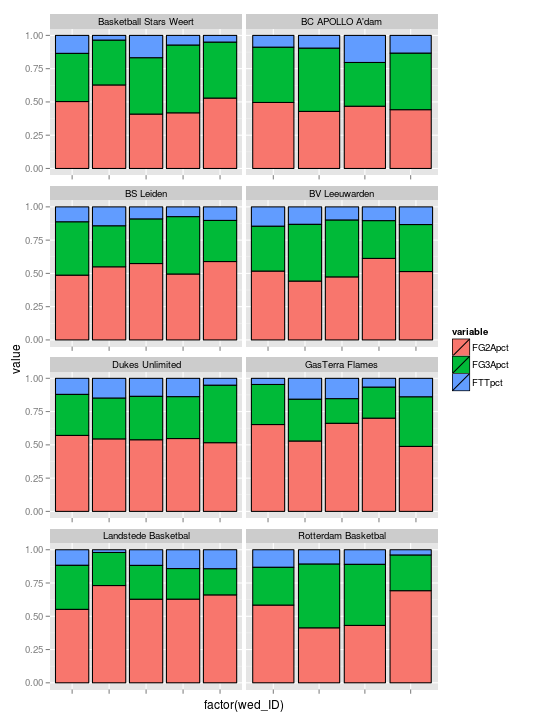 Basketball Stars Weert
BC APOLLO A'dam
1.00
0.75
0.50
0.25
0.00
BS Leiden
BV Leeuwarden
1.00
0.75
0.50
0.25
0.00
Dukes Unlimited
GasTerra Flames
1.00
0.75
0.50
0.25
0.00
Landstede Basketbal
Rotterdam Basketbal
1.00
0.75
0.50
0.25
0.00
value
factor(wed_ID)
variable
FG2Apct
FG3Apct
FTTpct